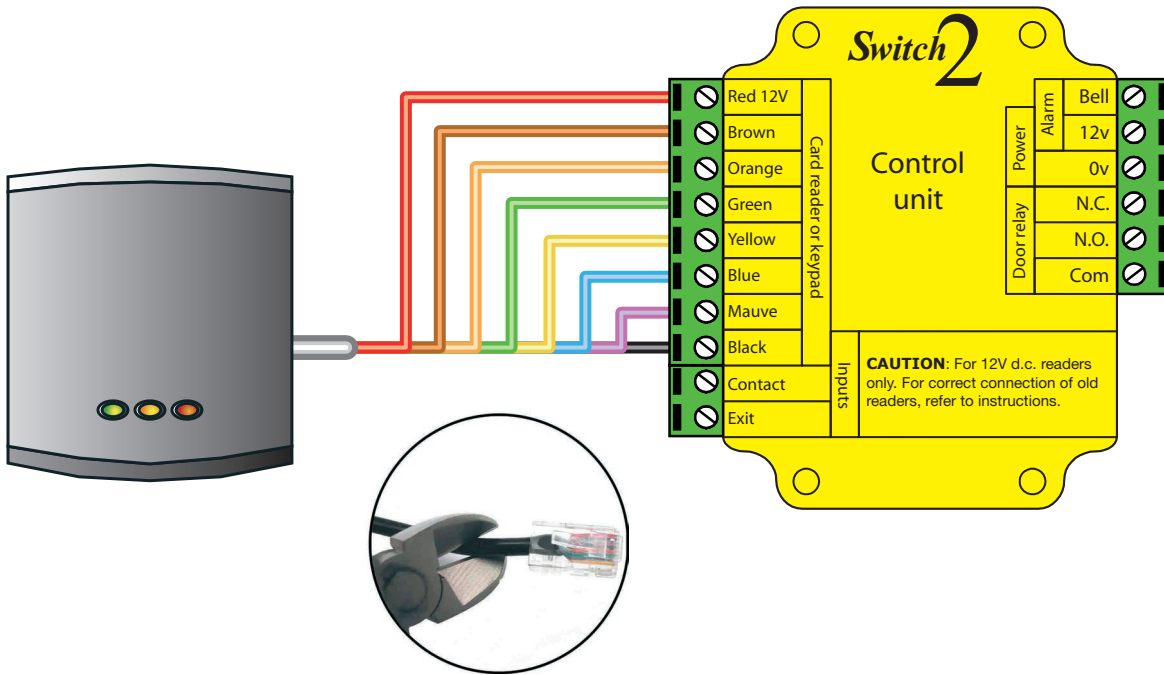 Switch2
Red 12V
Brown
Orange
Green
Yellow
Blue
Mauve
Black
Contact
Exit
Card reader or keypad
Inputs
Control
unit
Alarm
Power
Door relay
Bell
12v
0v
N.C.
N.O.
Com
CAUTION: For 12V d.c. readers
only. For correct connection of old
readers, refer to instructions.